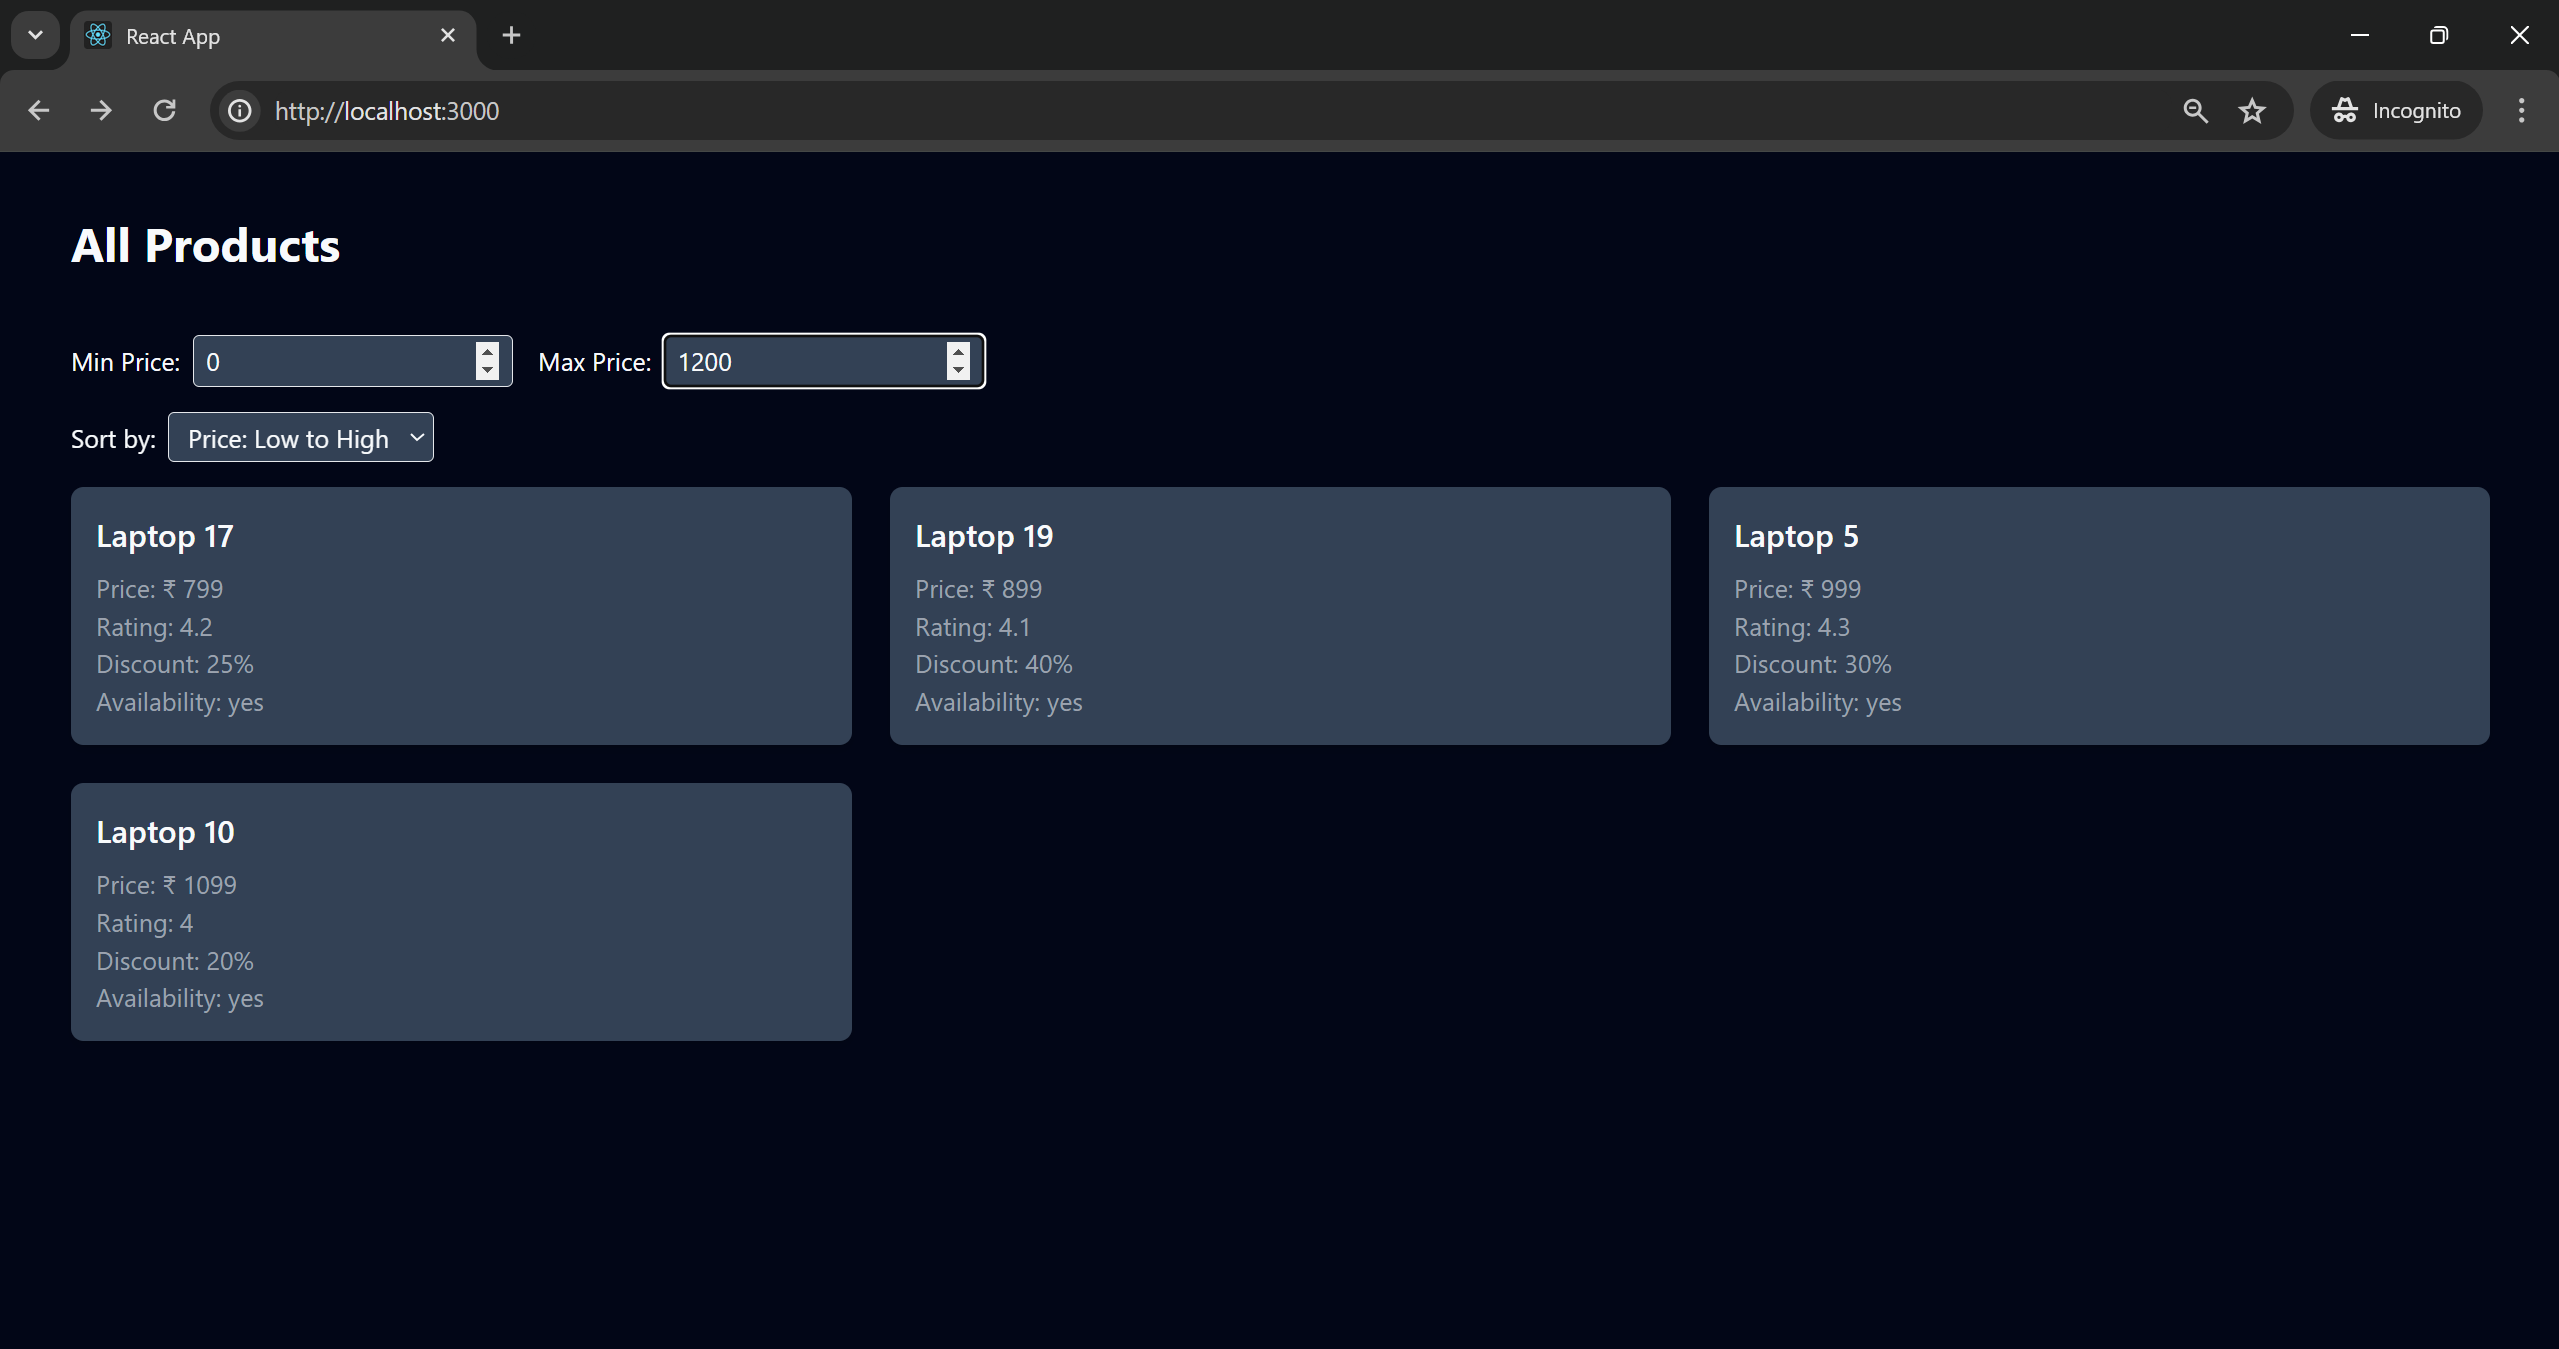 React App
http://localhost:3000
Incognito
All Products
Min Price: 0 Max Price: 1200
Sort by: Price: Low to High
Laptop 17
Price: ₹ 799
Rating: 4.2
Discount: 25%
Availability: yes
Laptop 19
Price: ₹ 899
Rating: 4.1
Discount: 40%
Availability: yes
Laptop 5
Price: ₹ 999
Rating: 4.3
Discount: 30%
Availability: yes
Laptop 10
Price: ₹ 1099
Rating: 4
Discount: 20%
Availability: yes